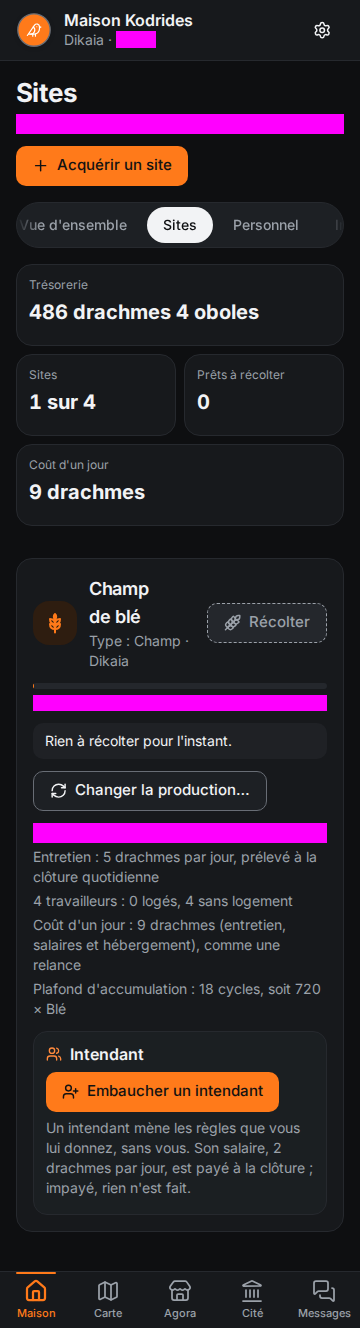 Maison Kodrides
Dikaia ·
Sites
Acquérir un site
Vue d'ensemble
Sites
Personnel
Trésorerie
486 drachmes 4 oboles
Sites
Prêts à récolter
1 sur 4
0
Coût d'un jour
9 drachmes
Champ
de blé
Récolter
Type : Champ ·
Dikaia
Rien à récolter pour l'instant.
Changer la production...
Entretien : 5 drachmes par jour, prélevé à la
clôture quotidienne
4 travailleurs : 0 logés, 4 sans logement
Coût d'un jour : 9 drachmes (entretien,
salaires et hébergement), comme une
relance
Plafond d'accumulation : 18 cycles, soit 720
× Blé
Intendant
Embaucher un intendant
Un intendant mène les règles que vous
lui donnez, sans vous. Son salaire, 2
drachmes par jour, est payé à la clôture ;
impayé, rien n'est fait.
Maison
Carte
Agora
Cité
Messages